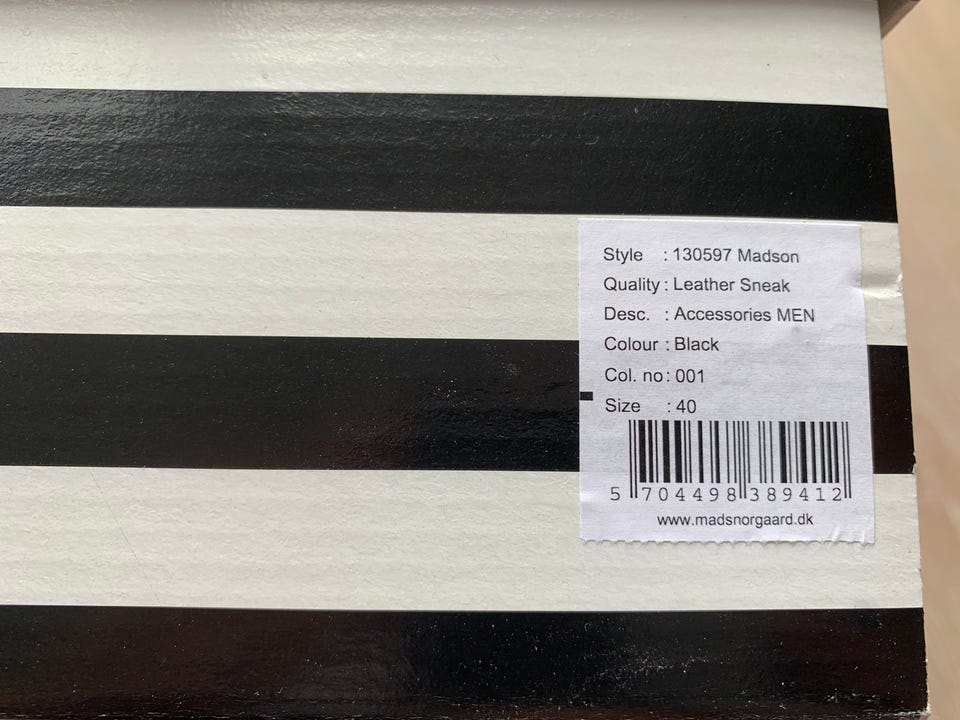 Style : 130597 Madson
Quality : Leather Sneak
Desc. : Accessories MEN
Colour : Black
Col. no : 001
Size : 40
5 704498 389412
www.madsnorgaard.dk